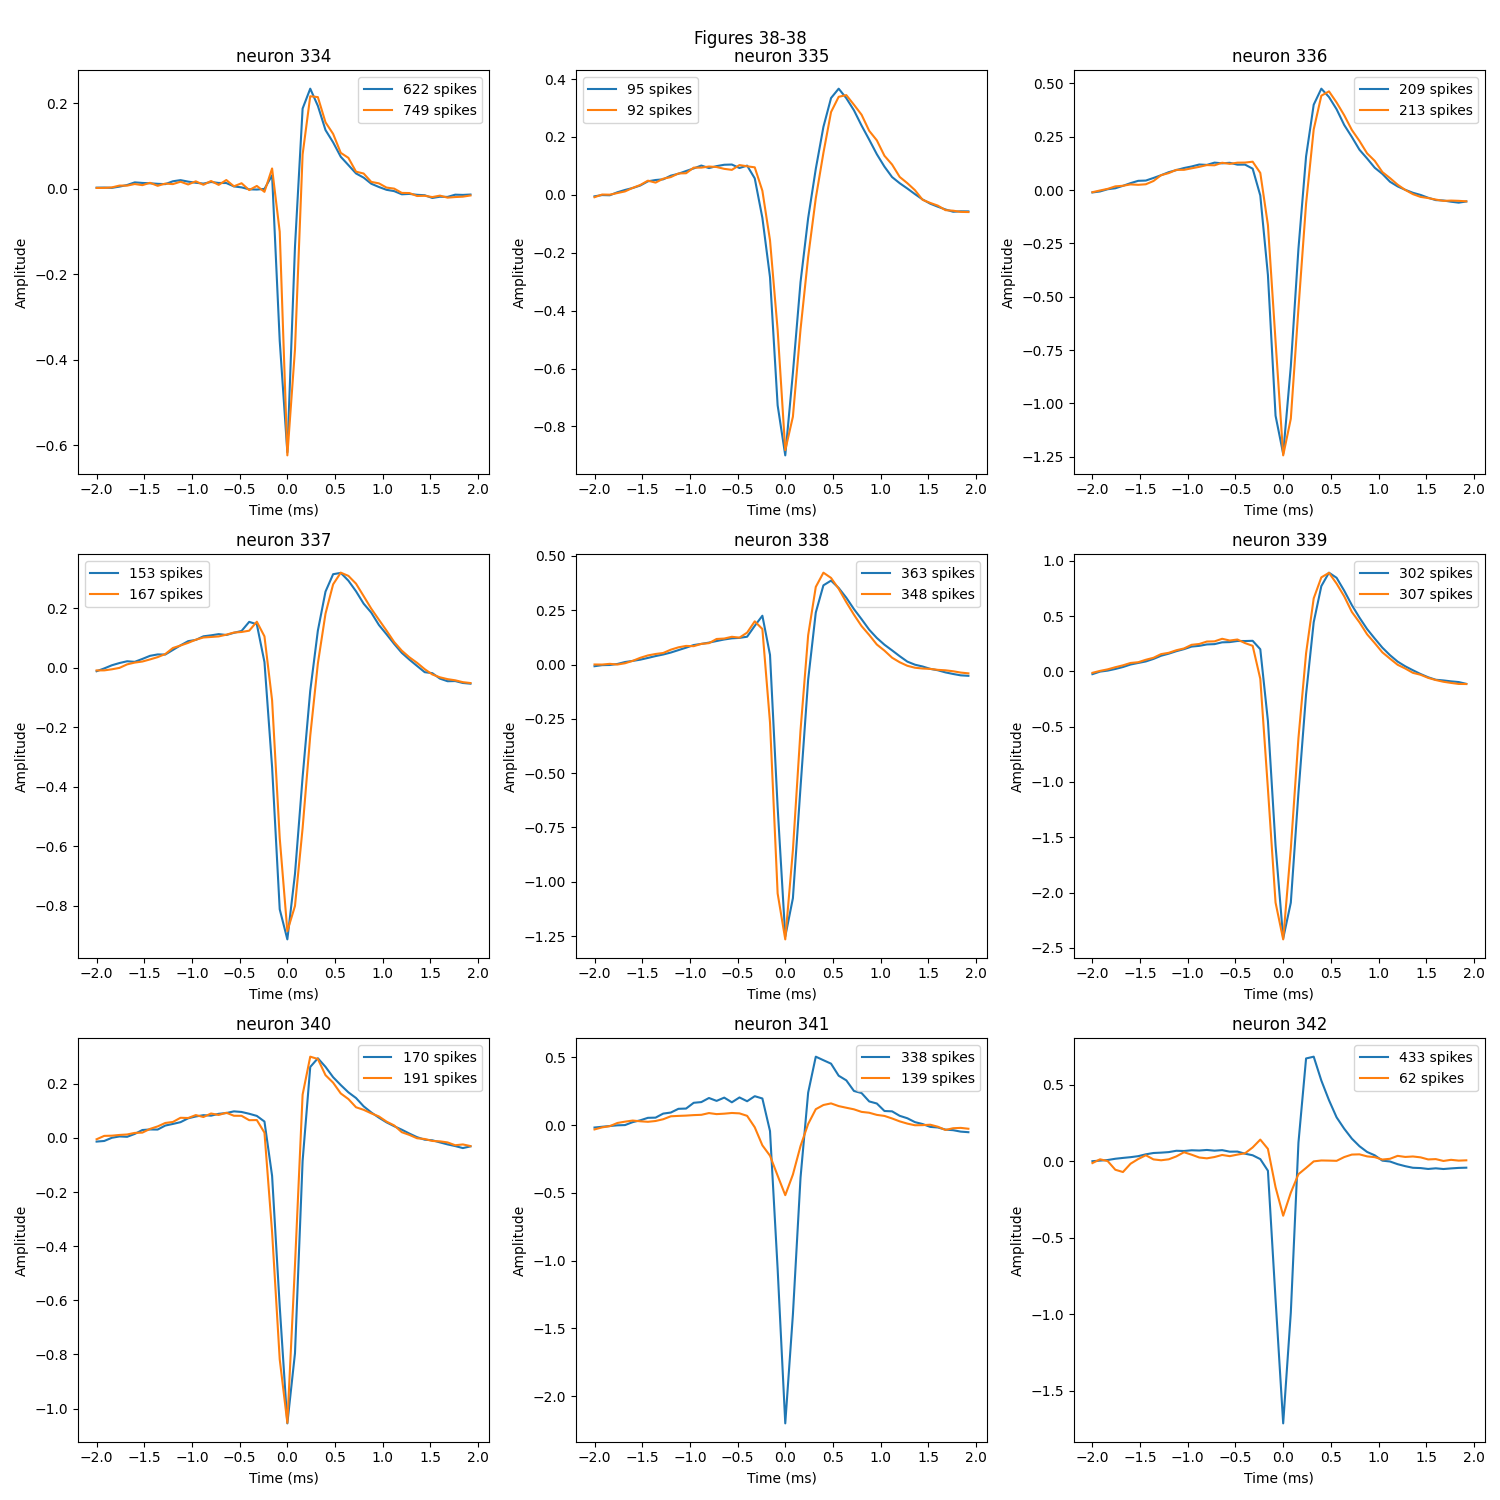 Figures 38-38
neuron 334
622 spikes
749 spikes
0.2
0.0
−0.2
−0.4
−0.6
Amplitude
−2.0 −1.5 −1.0 −0.5 0.0 0.5 1.0 1.5 2.0
Time (ms)
neuron 335
95 spikes
92 spikes
0.4
0.2
0.0
−0.2
−0.4
−0.6
−0.8
Amplitude
−2.0 −1.5 −1.0 −0.5 0.0 0.5 1.0 1.5 2.0
Time (ms)
neuron 336
209 spikes
213 spikes
0.50
0.25
0.00
−0.25
−0.50
−0.75
−1.00
−1.25
Amplitude
−2.0 −1.5 −1.0 −0.5 0.0 0.5 1.0 1.5 2.0
Time (ms)
neuron 337
153 spikes
167 spikes
0.2
0.0
−0.2
−0.4
−0.6
−0.8
Amplitude
−2.0 −1.5 −1.0 −0.5 0.0 0.5 1.0 1.5 2.0
Time (ms)
neuron 338
363 spikes
348 spikes
0.50
0.25
0.00
−0.25
−0.50
−0.75
−1.00
−1.25
Amplitude
−2.0 −1.5 −1.0 −0.5 0.0 0.5 1.0 1.5 2.0
Time (ms)
neuron 339
302 spikes
307 spikes
1.0
0.5
0.0
−0.5
−1.0
−1.5
−2.0
−2.5
Amplitude
−2.0 −1.5 −1.0 −0.5 0.0 0.5 1.0 1.5 2.0
Time (ms)
neuron 340
170 spikes
191 spikes
0.2
0.0
−0.2
−0.4
−0.6
−0.8
−1.0
Amplitude
−2.0 −1.5 −1.0 −0.5 0.0 0.5 1.0 1.5 2.0
Time (ms)
neuron 341
338 spikes
139 spikes
0.5
0.0
−0.5
−1.0
−1.5
−2.0
Amplitude
−2.0 −1.5 −1.0 −0.5 0.0 0.5 1.0 1.5 2.0
Time (ms)
neuron 342
433 spikes
62 spikes
0.5
0.0
−0.5
−1.0
−1.5
Amplitude
−2.0 −1.5 −1.0 −0.5 0.0 0.5 1.0 1.5 2.0
Time (ms)